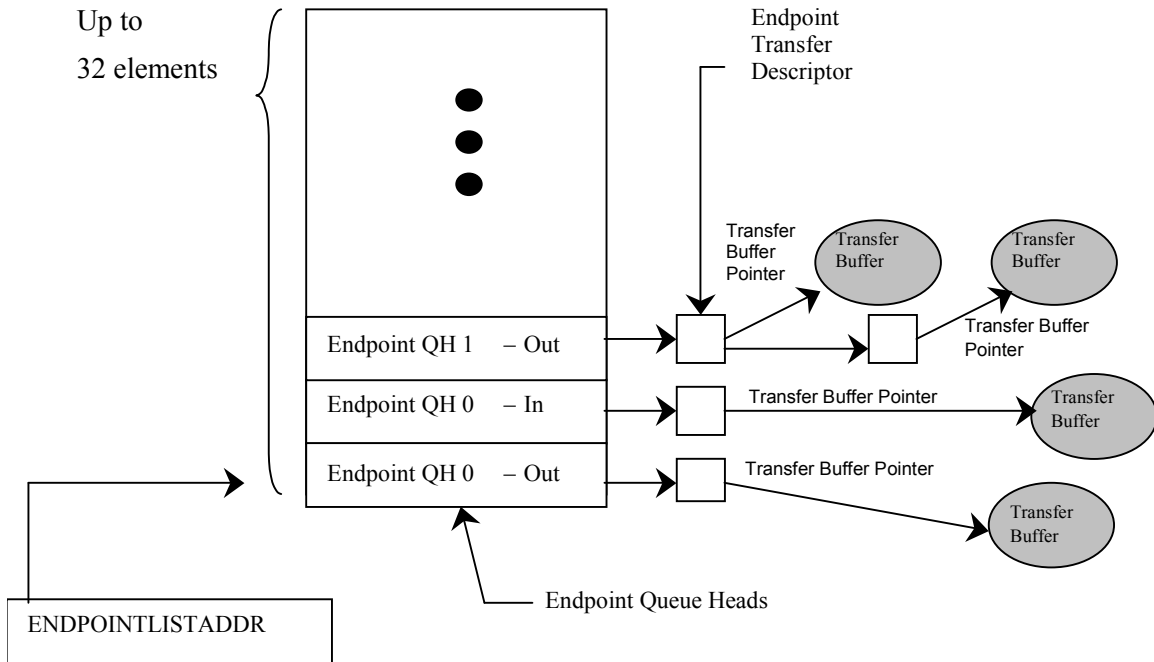 Up to
32 elements
Endpoint
Transfer
Descriptor
Transfer
Buffer
Pointer
Transfer
Buffer
Transfer
Buffer
Endpoint QH 1 – Out
Transfer Buffer
Pointer
Endpoint QH 0 – In
Transfer Buffer Pointer
Transfer
Buffer
Endpoint QH 0 – Out
Transfer Buffer Pointer
Transfer
Buffer
Endpoint Queue Heads
ENDPOINTLISTADDR